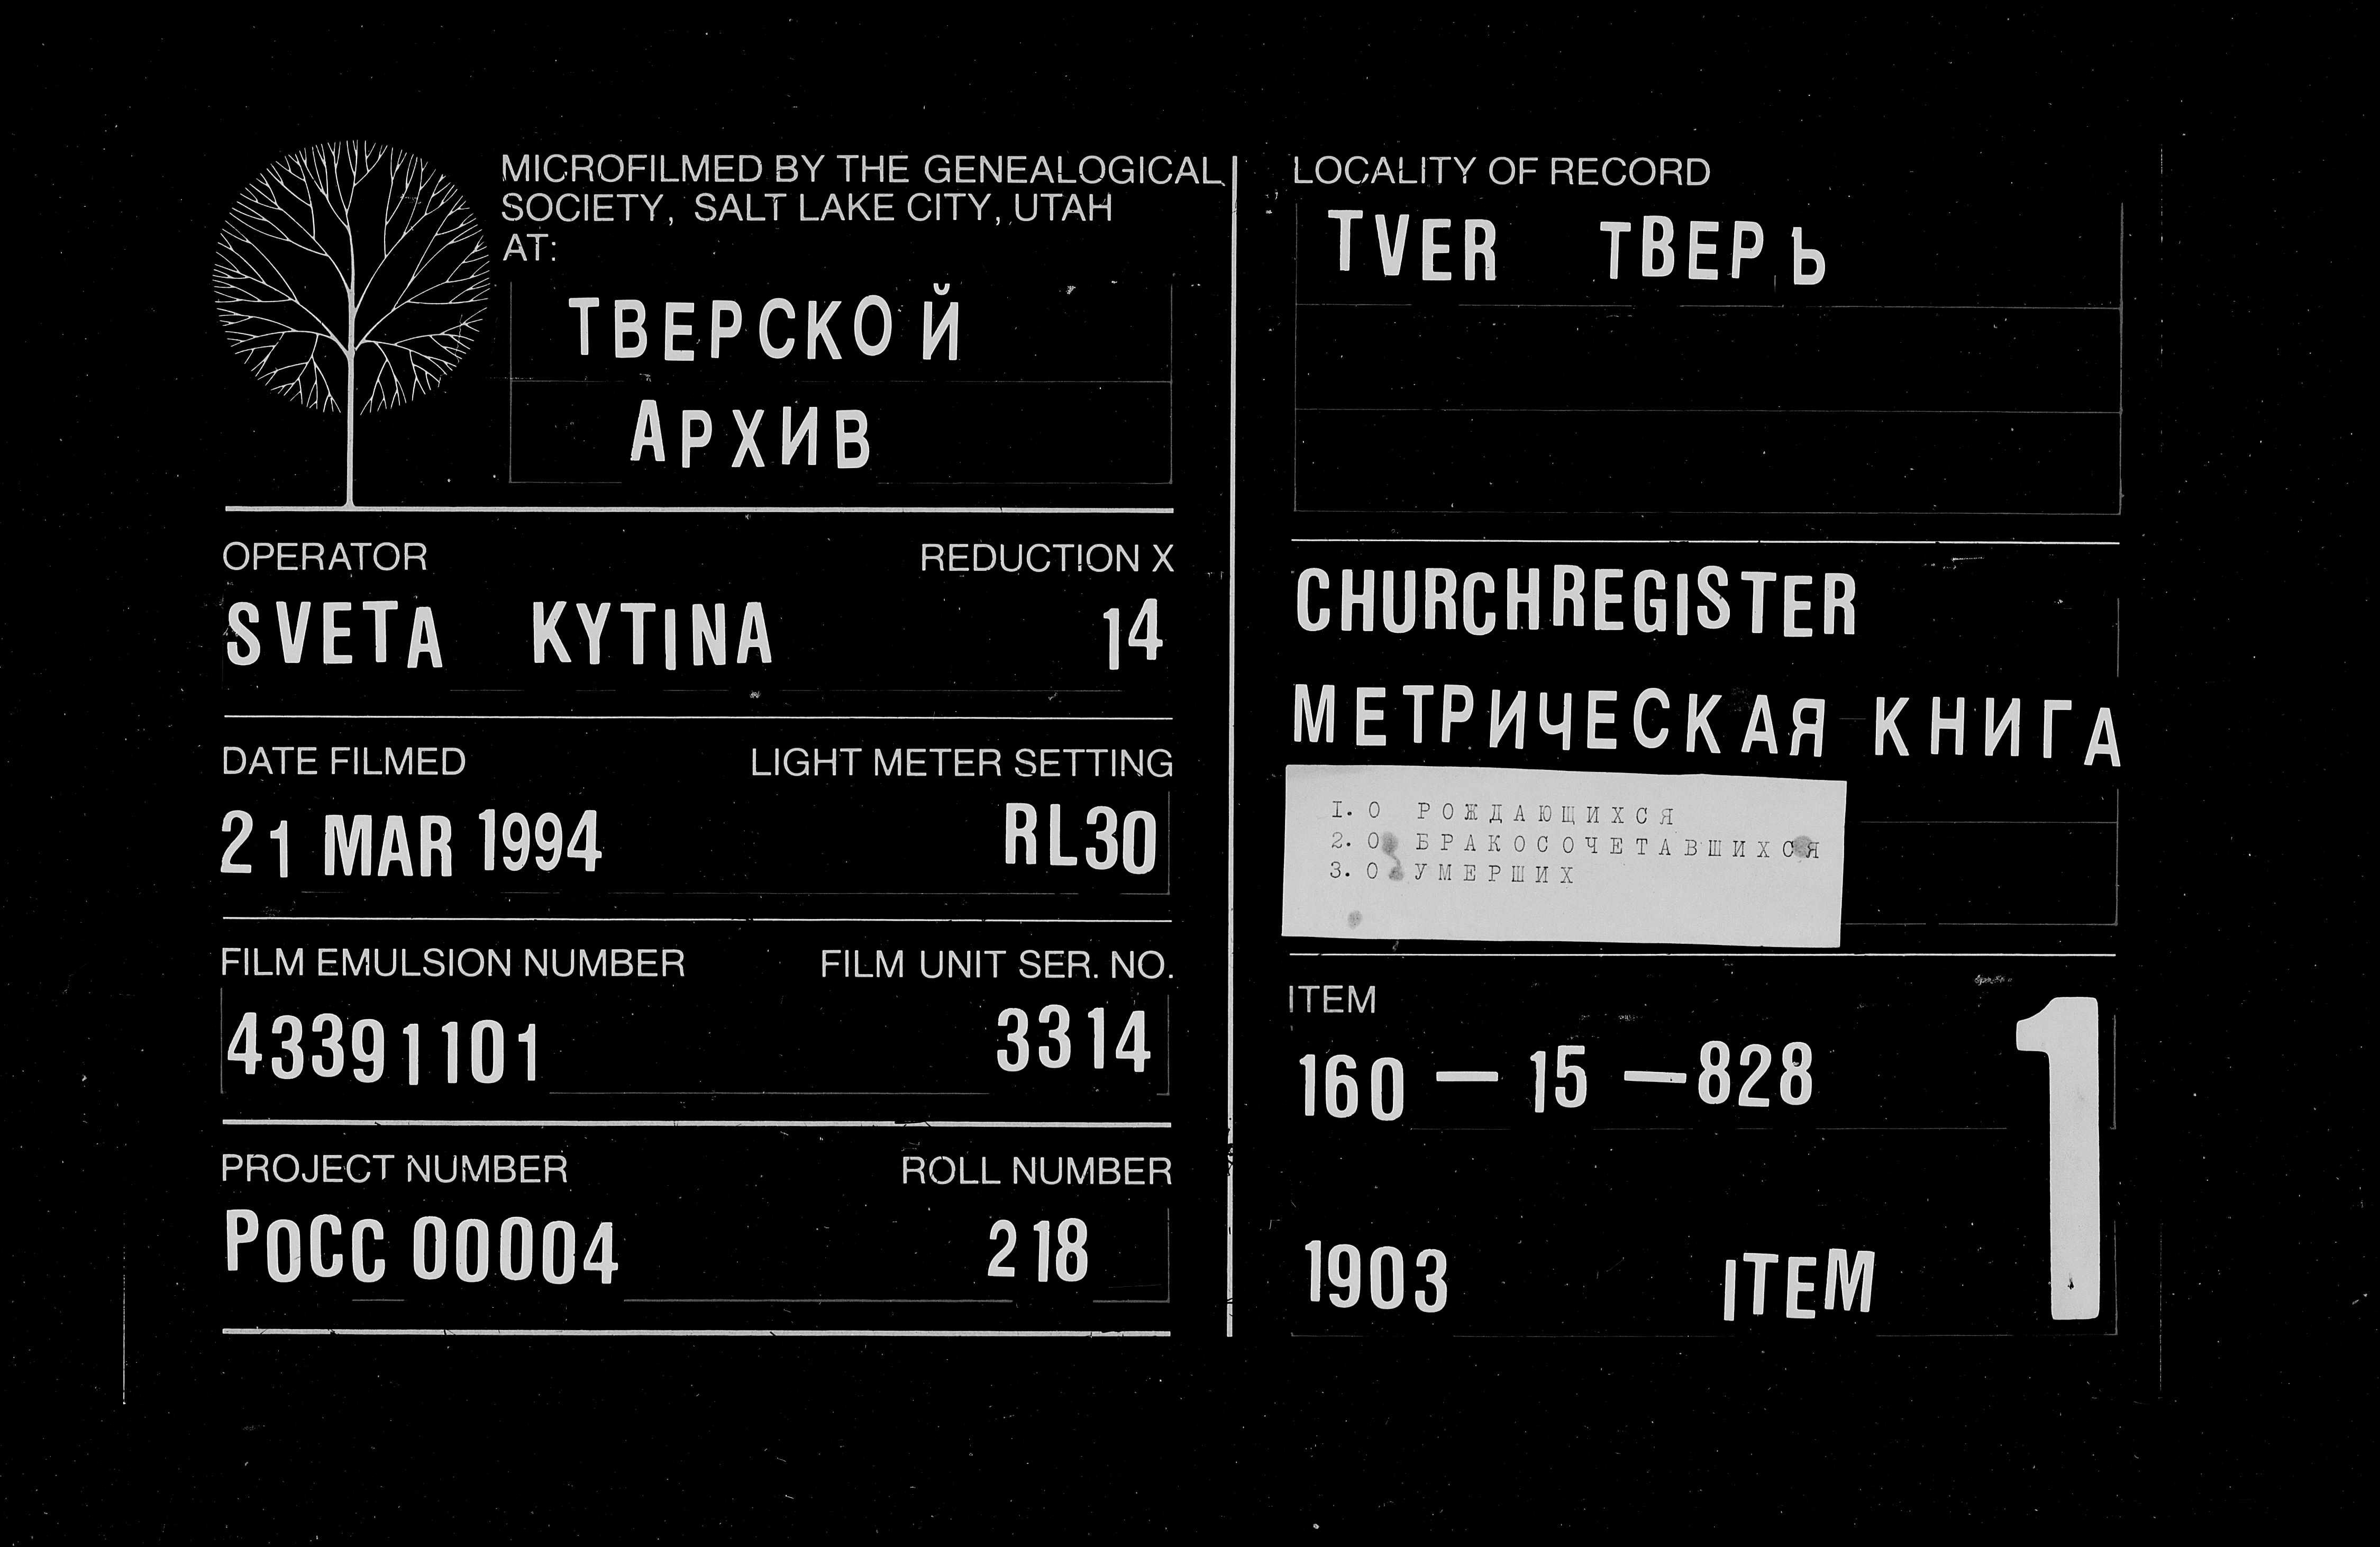 MICROFILMED BY THE GENEALOGICAL
SOCIETY, SALT LAKE CITY, UTAH
AT:
ТВЕРСКОЙ
АРХИВ
OPERATOR REDUCTION X
SVETA KYTINA 14
DATE FILMED LIGHT METER SETTING
21 MAR 1994 RL30
FILM EMULSION NUMBER FILM UNIT SER. NO.
43391101 3314
PROJECT NUMBER ROLL NUMBER
POCC 00004 218
LOCALITY OF RECORD
TVER ТВЕРЬ
CHURCHREGISTER
МЕТРИЧЕСКАЯ КНИГА
I. О РОЖДАЮЩИХСЯ
2. О БРАКОСОЧЕТАВШИХСЯ
3. О УМЕРШИХ
ITEM
160 — 15 — 828
1903 ITEM 1